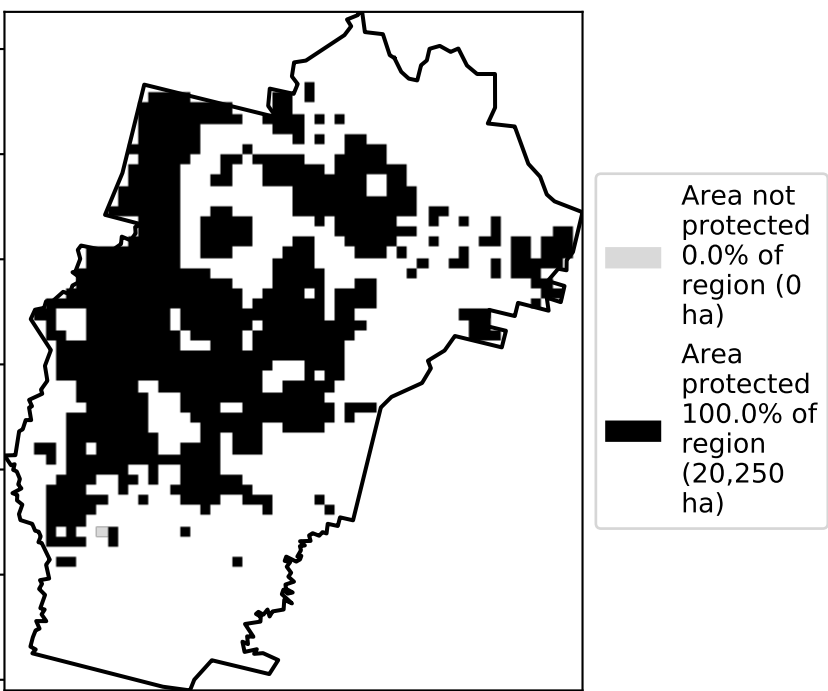 Area not
protected
0.0% of
region (0
ha)
Area
protected
100.0% of
region
(20,250
ha)